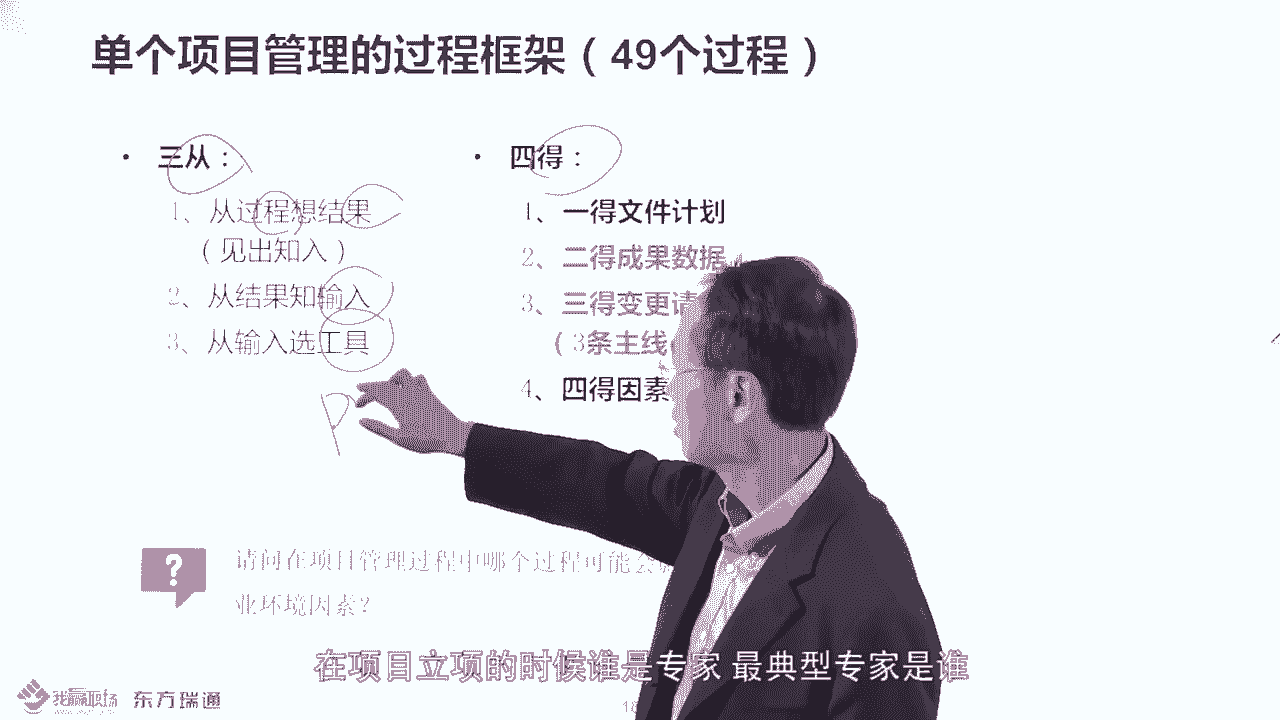 单个项目管理的过程框架（49个过程）
• 三从：
1、从过程想结果
（见出知入）
2、从结果知输入
3、从输入选工具
P
• 四得：
1、一得文件计划
2、二得成果数据
3、三得变更请
（3条主线
4、四得因素
? 请问在项目管理过程中哪个过程可能会
业环境因素？
在项目立项的时候谁是专家 最典型专家是谁
我赢职场 东方瑞通
18